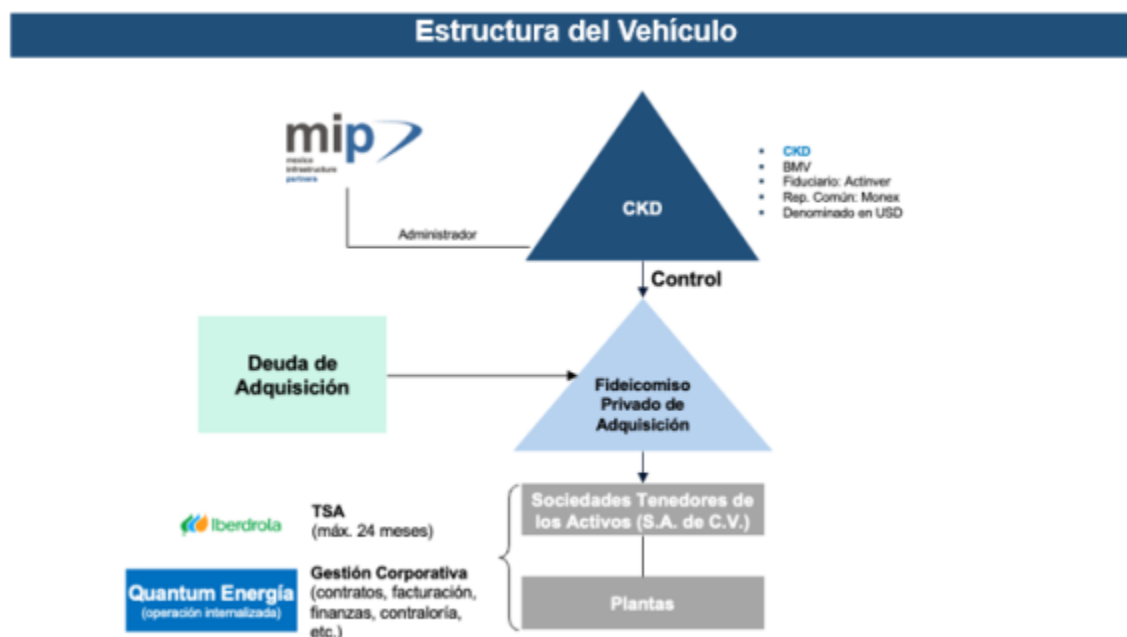 Estructura del Vehículo
mip
mexico
infrastructure
partners
CKD
CKD
BMV
Fiduciario: Actinver
Rep. Común: Monex
Denominado en USD
Administrador
Control
Deuda de
Adquisición
Fideicomiso
Privado de
Adquisición
Sociedades Tenedores de
los Activos (S.A. de C.V.)
Iberdrola
TSA
(máx. 24 meses)
Quantum Energía
(operación internalizada)
Gestión Corporativa
(contratos, facturación,
finanzas, contraloría,
etc.)
Plantas